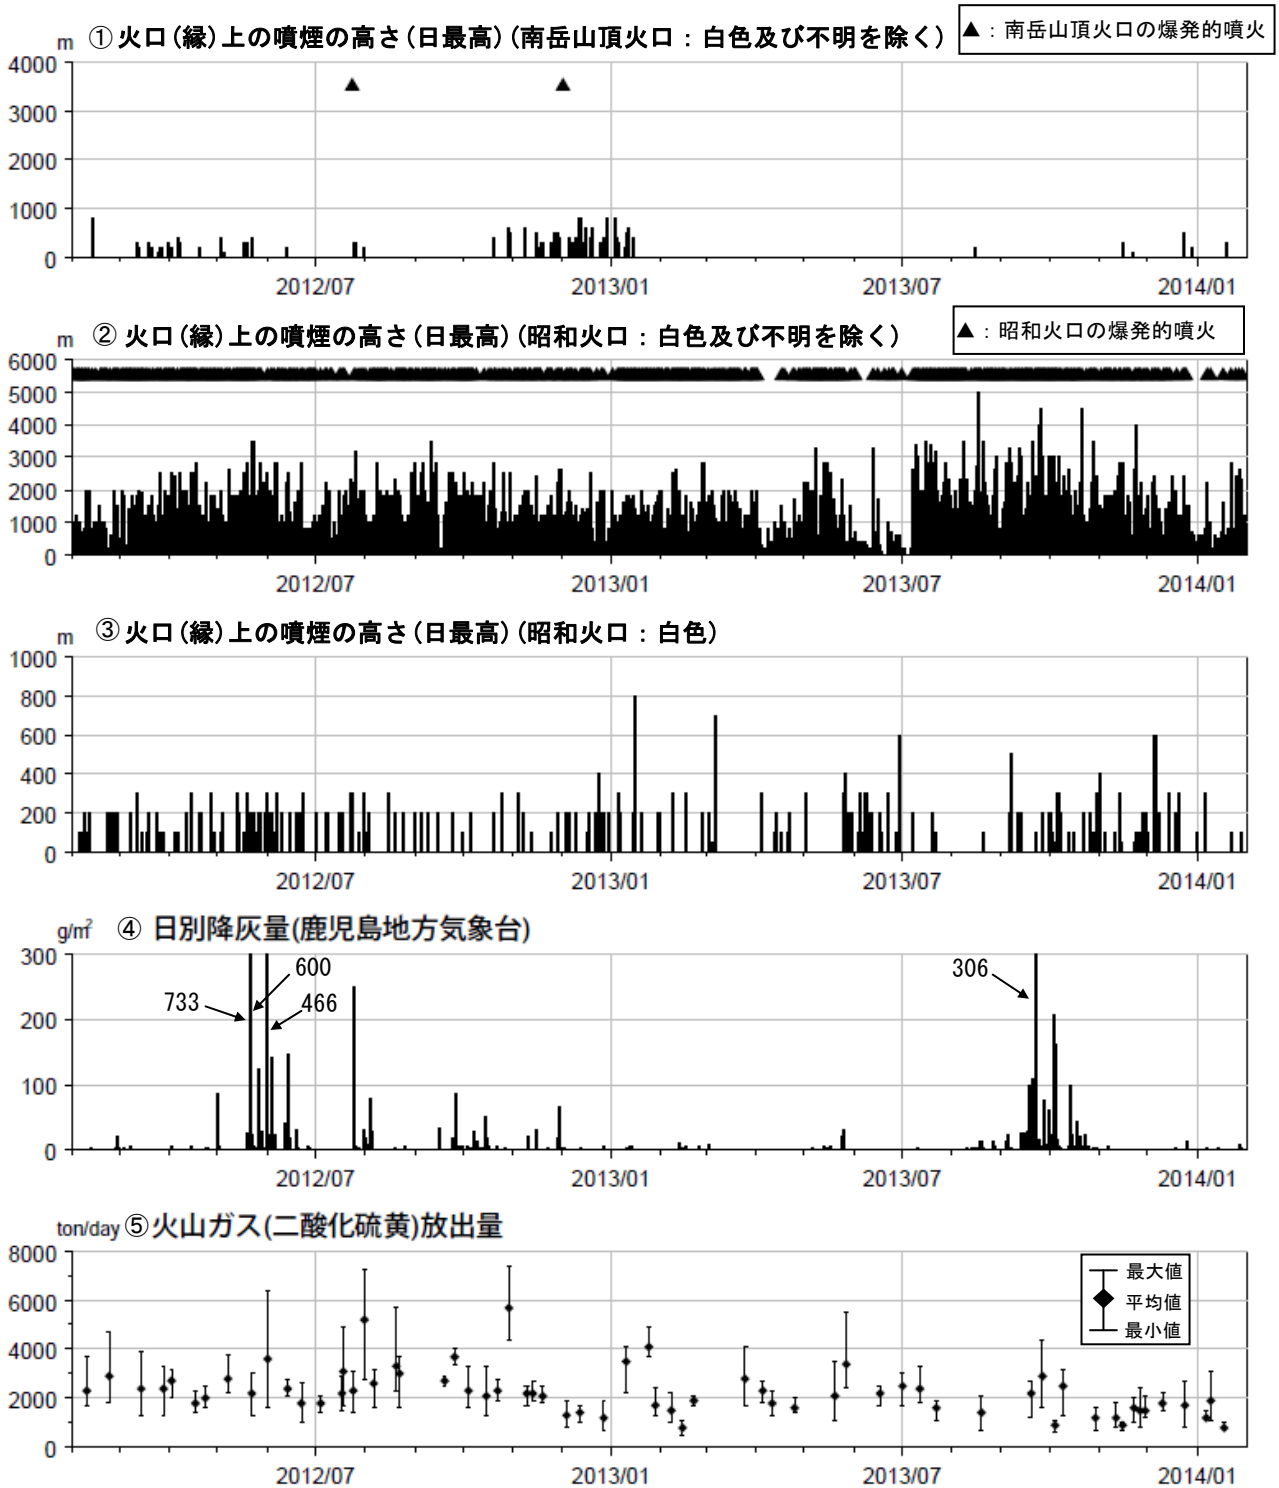 m ①火口(縁)上の噴煙の高さ(日最高)(南岳山頂火口：白色及び不明を除く)
▲：南岳山頂火口の爆発的噴火
4000
3000
2000
1000
0
2012/07 2013/01 2013/07 2014/01
m ② 火口(縁)上の噴煙の高さ(日最高)(昭和火口：白色及び不明を除く)
▲：昭和火口の爆発的噴火
6000
5000
4000
3000
2000
1000
0
2012/07 2013/01 2013/07 2014/01
m ③火口(縁)上の噴煙の高さ(日最高)(昭和火口：白色)
1000
800
600
400
200
0
2012/07 2013/01 2013/07 2014/01
g/㎡ ④ 日別降灰量(鹿児島地方気象台)
300
200
100
0
733
600
466
306
2012/07 2013/01 2013/07 2014/01
ton/day ⑤火山ガス(二酸化硫黄)放出量
8000
6000
4000
2000
0
最大値
平均値
最小値
2012/07 2013/01 2013/07 2014/01